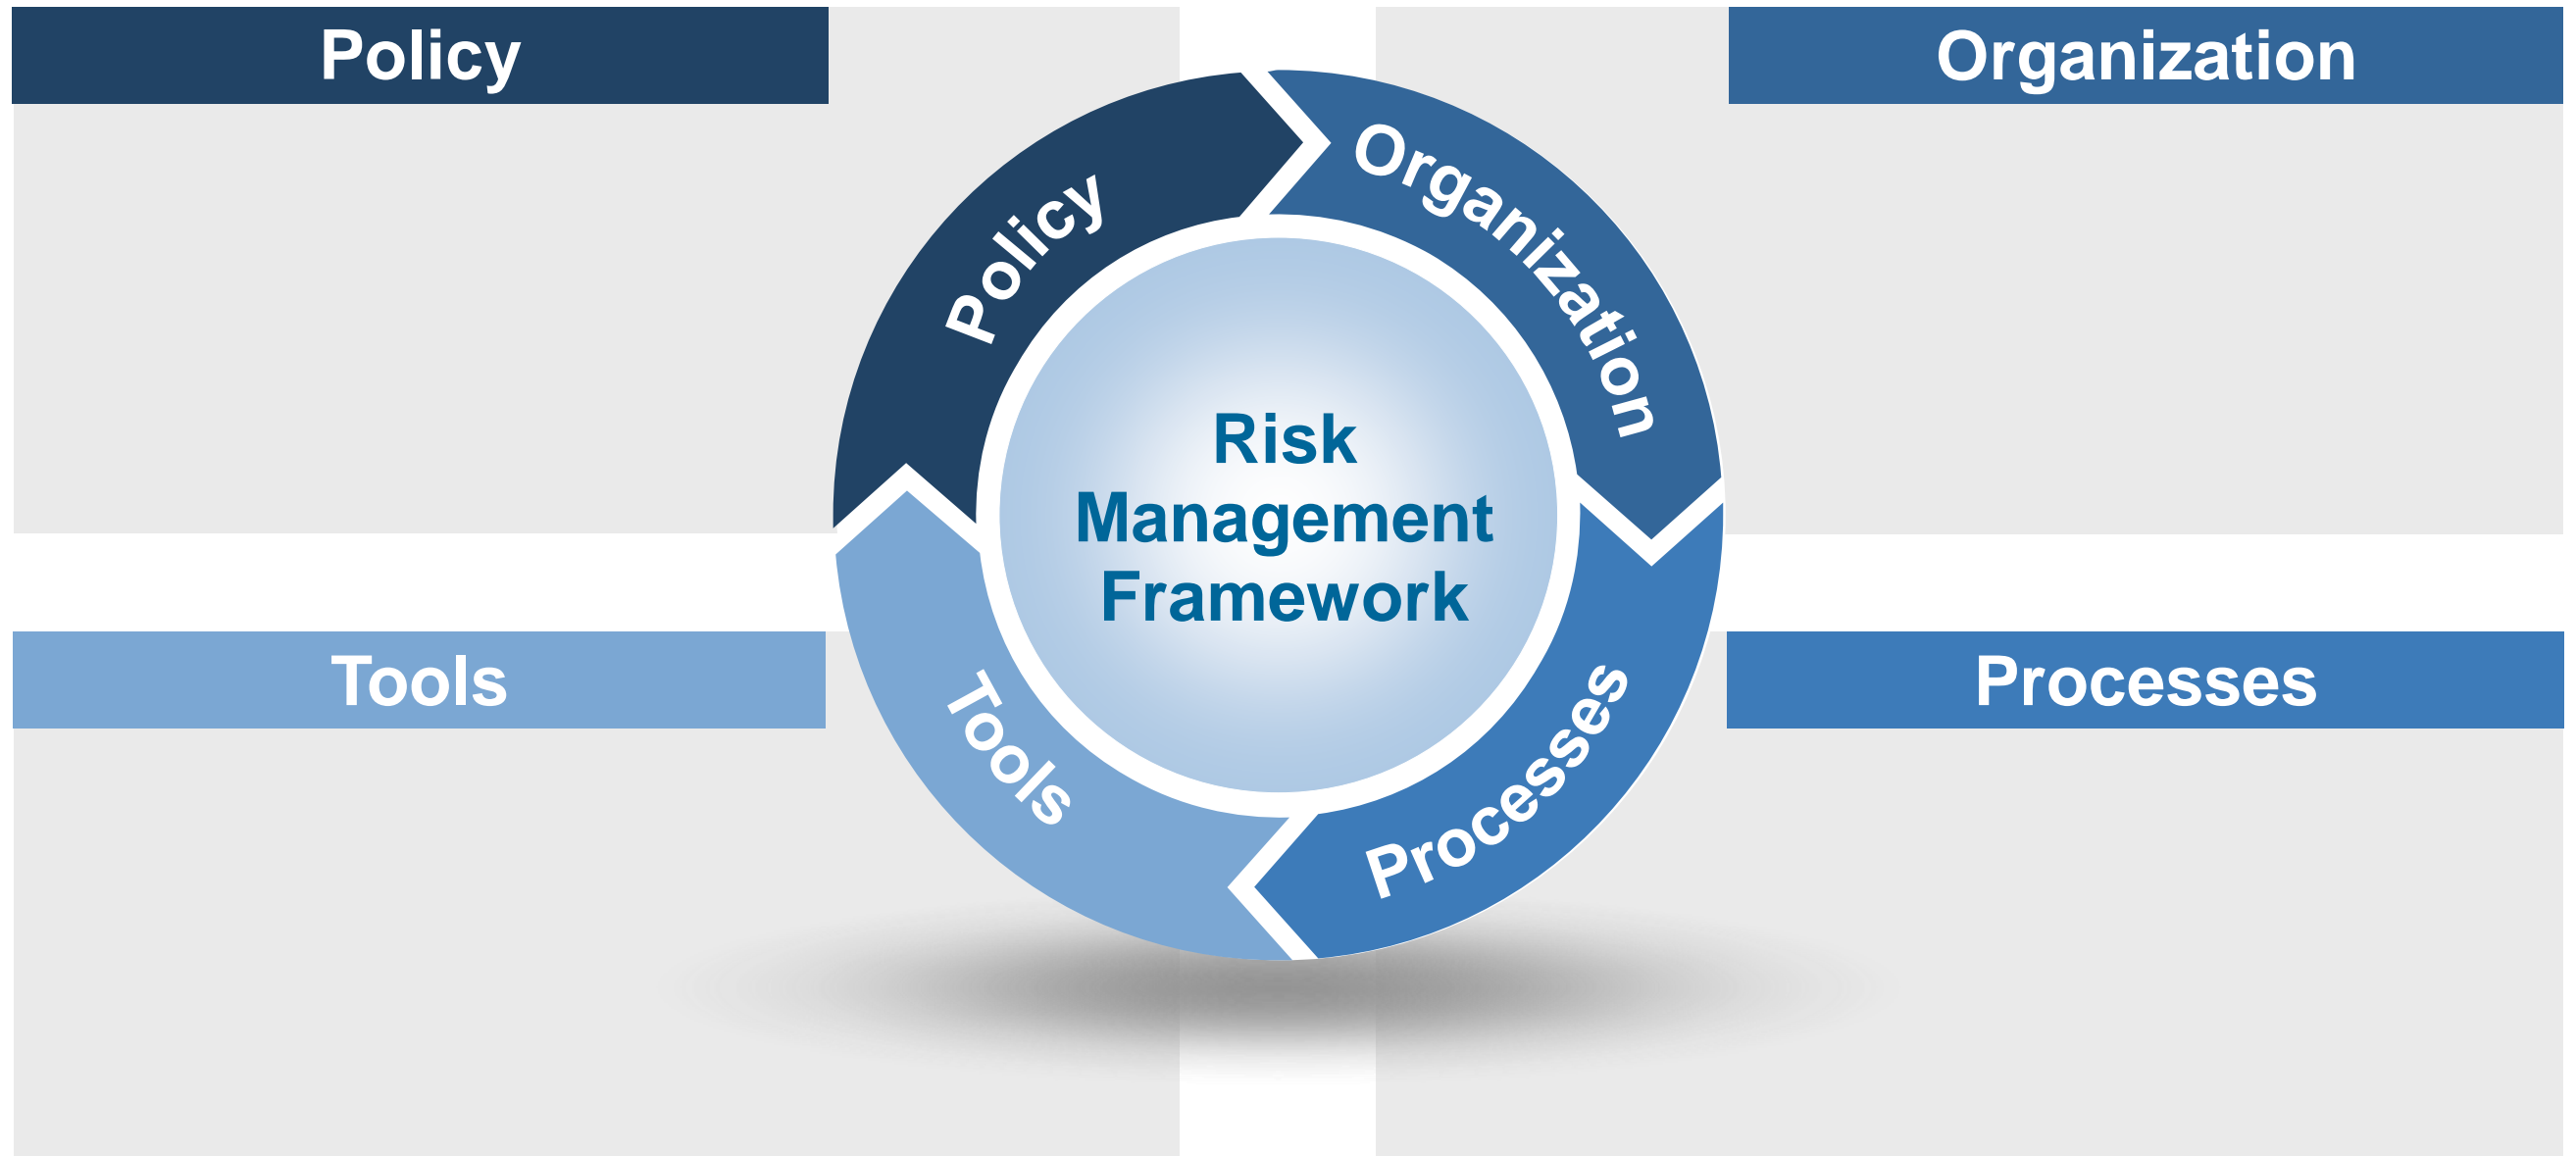 Policy
Organization
Policy
Organization
Risk
Management
Framework
Tools
Processes
Tools
Processes